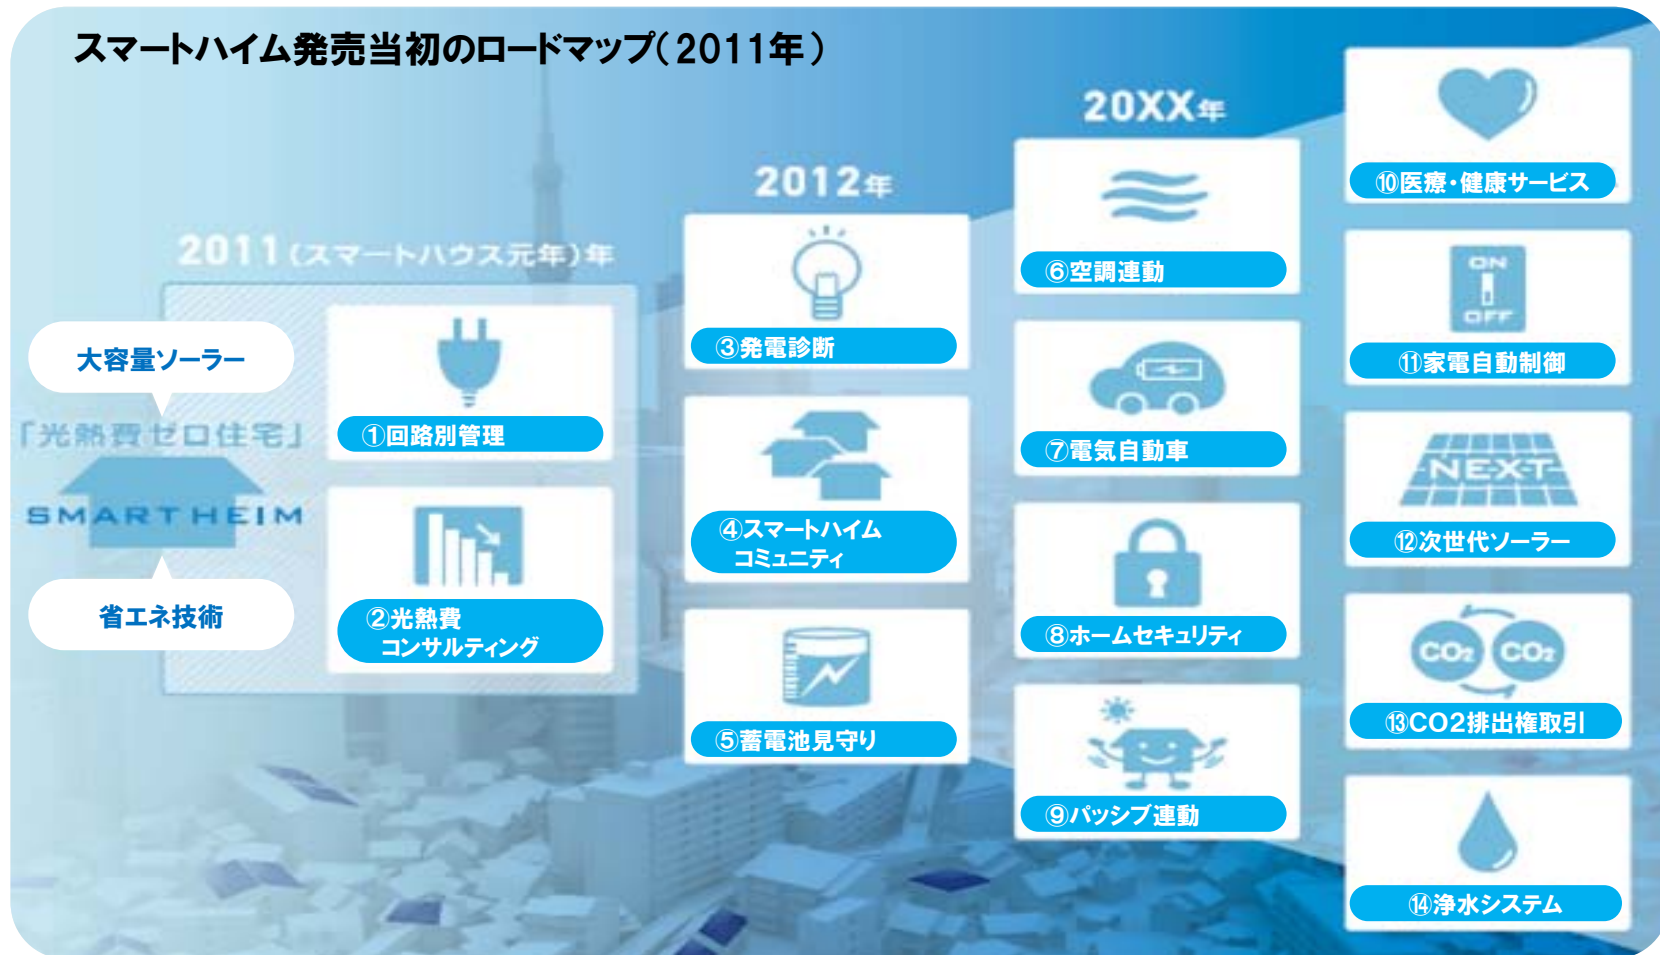 スマートハイム発売当初のロードマップ(2011年)
2011(スマートハウス元年)年
大容量ソーラー
「光熱費ゼロ住宅」
SMART HEIM
省エネ技術
①回路別管理
②光熱費
コンサルティング
2012年
③発電診断
④スマートハイム
コミュニティ
⑤蓄電池見守り
20XX年
⑥空調連動
⑦電気自動車
⑧ホームセキュリティ
⑨パッシブ連動
⑩医療・健康サービス
ON
OFF
⑪家電自動制御
NEXT
⑫次世代ソーラー
CO₂ CO₂
⑬CO2排出権取引
⑭浄水システム